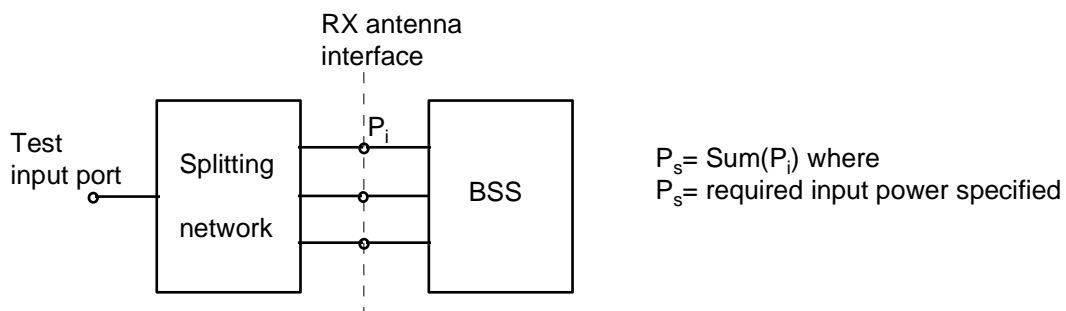 RX antenna
interface
P_i
Test
input port
Splitting
network
BSS
P_s= Sum(P_i) where
P_s= required input power specified